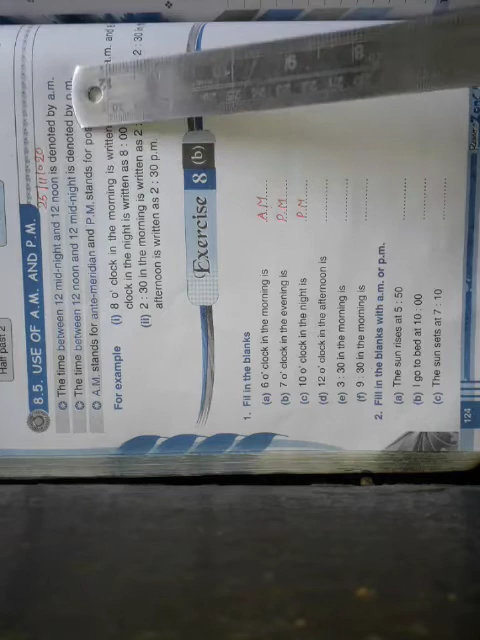 Half past 2
8.5. USE OF A.M. AND P.M.
25/11/020
The time between 12 mid-night and 12 noon is denoted by a.m.
The time between 12 noon and 12 mid-night is denoted by p.m.
A.M. stands for ante-meridian and P.M. stands for pos
For example (i) 8 o' clock in the morning is written
a.m. and
clock in the night is written as 8 : 00
(ii) 2 : 30 in the morning is written as 2 :
2 : 30 in
afternoon is written as 2 : 30 p.m.
Exercise 8 (b)
1. Fil in the blanks
(a) 6 o' clock in the morning is A.M.
(b) 7 o' clock in the evening is P.M.
(c) 10 o' clock in the night is P.M.
(d) 12 o' clock in the afternoon is
(e) 3 : 30 in the morning is
(f) 9 : 30 in the morning is
2. Fill in the blanks with a.m. or p.m.
(a) The sun rises at 5 : 50
(b) I go to bed at 10 : 00
(c) The sun sets at 7 : 10
124